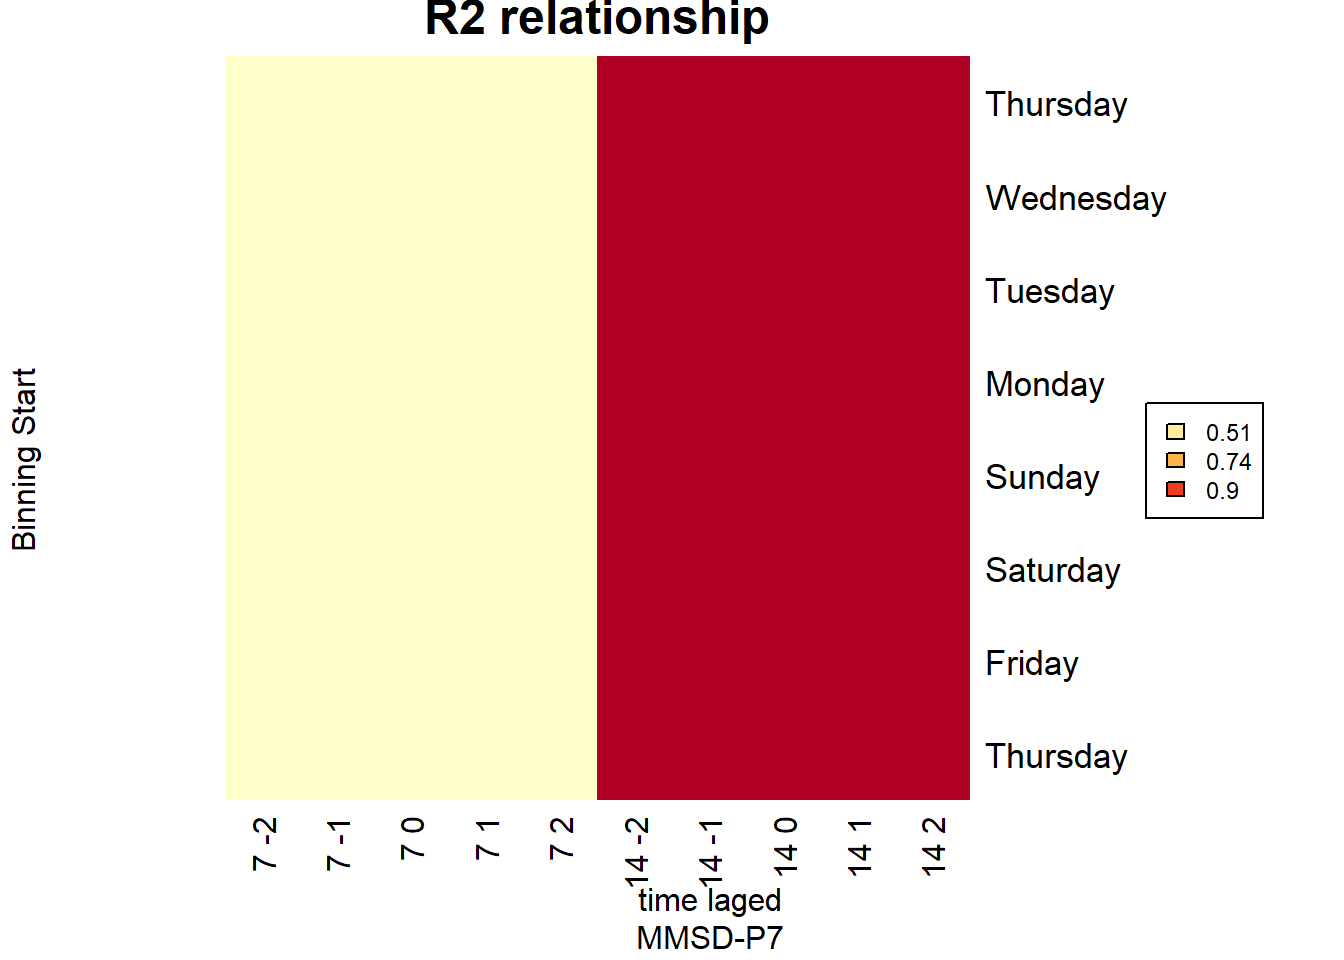 R2 relationship
Thursday
Wednesday
Tuesday
Monday
Sunday
Saturday
Friday
Thursday
Binning Start
0.51
0.74
0.9
7 -2
7 -1
7 0
7 1
7 2
14 -2
14 -1
14 0
14 1
14 2
time laged
MMSD-P7